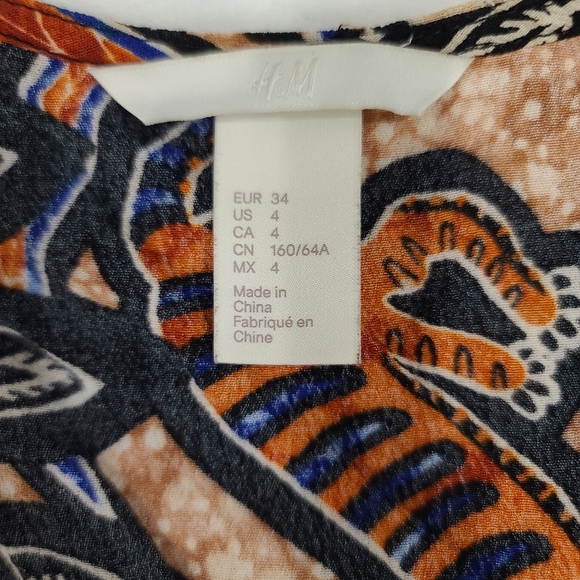 H&M
EUR 34
US 4
CA 4
CN 160/64A
MX 4
Made in
China
Fabriqué en
Chine